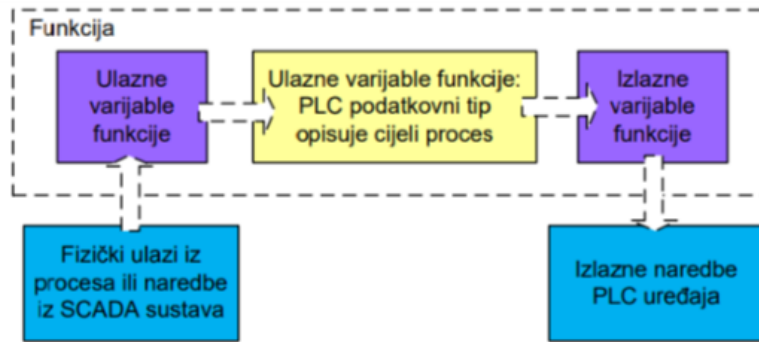 Funkcija
Ulazne
varijable
funkcije
Ulazne varijable funkcije:
PLC podatkovni tip
opisuje cijeli proces
Izlazne
varijable
funkcije
Fizički ulazi iz
procesa ili naredbe
iz SCADA sustava
Izlazne naredbe
PLC uređaja